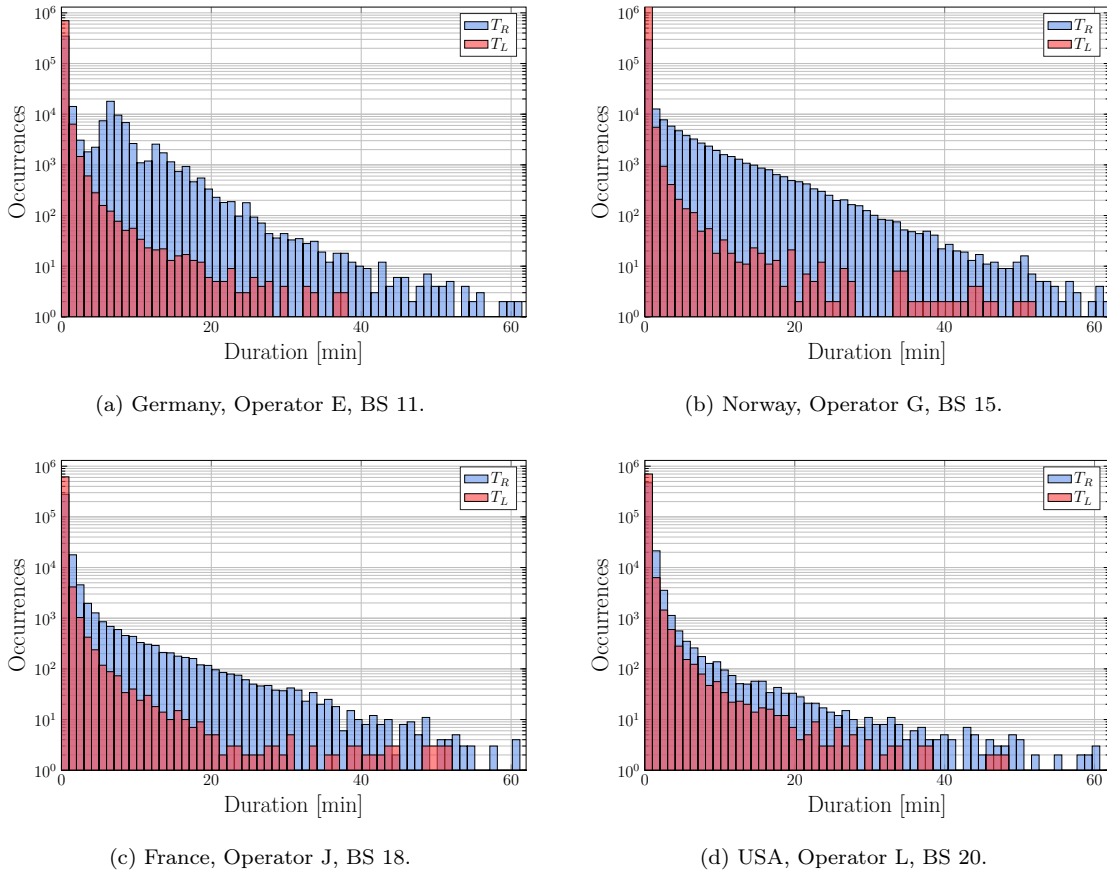 10^6
10^5
10^4
10^3
10^2
10^1
10^0
Occurrences
0 20 40 60
Duration [min]
T_R
T_L
(a) Germany, Operator E, BS 11.
10^6
10^5
10^4
10^3
10^2
10^1
10^0
Occurrences
0 20 40 60
Duration [min]
T_R
T_L
(b) Norway, Operator G, BS 15.
10^6
10^5
10^4
10^3
10^2
10^1
10^0
Occurrences
0 20 40 60
Duration [min]
T_R
T_L
(c) France, Operator J, BS 18.
10^6
10^5
10^4
10^3
10^2
10^1
10^0
Occurrences
0 20 40 60
Duration [min]
T_R
T_L
(d) USA, Operator L, BS 20.